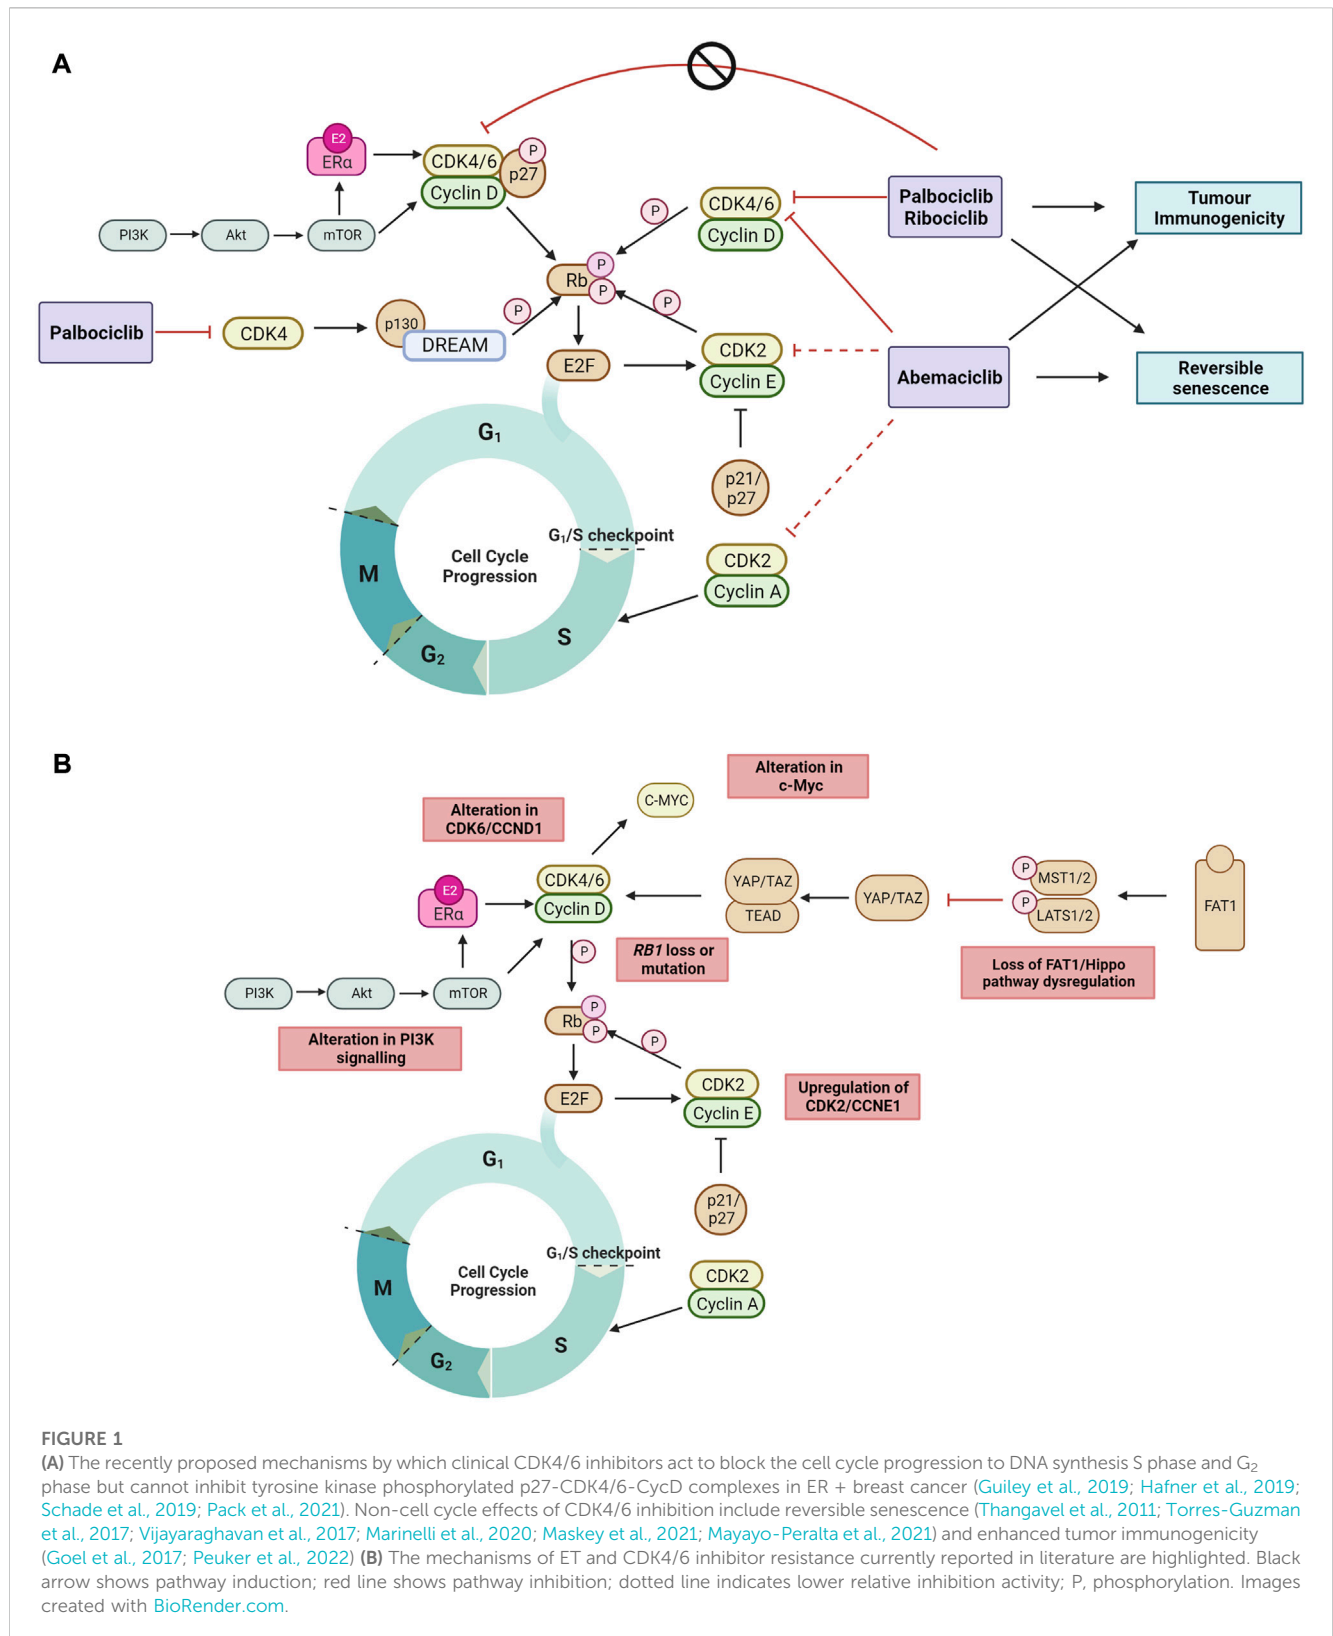 A
E2
ERα
CDK4/6
Cyclin D
P
p27
PI3K
Akt
mTOR
P
CDK4/6
Cyclin D
Palbociclib
Ribociclib
Tumour
Immunogenicity
Rb
P
P
Palbociclib
CDK4
p130
DREAM
P
P
E2F
CDK2
Cyclin E
Abemaciclib
Reversible
senescence
p21/
p27
G1
G1/S checkpoint
Cell Cycle
Progression
M
S
G2
CDK2
Cyclin A
B
Alteration in
c-Myc
Alteration in
CDK6/CCND1
C-MYC
E2
ERα
CDK4/6
Cyclin D
YAP/TAZ
TEAD
YAP/TAZ
P
MST1/2
P
LATS1/2
FAT1
P
RB1 loss or
mutation
Loss of FAT1/Hippo
pathway dysregulation
PI3K
Akt
mTOR
Alteration in PI3K
signalling
Rb
P
P
P
E2F
CDK2
Cyclin E
Upregulation of
CDK2/CCNE1
p21/
p27
G1
G1/S checkpoint
Cell Cycle
Progression
M
S
G2
CDK2
Cyclin A
FIGURE 1
(A) The recently proposed mechanisms by which clinical CDK4/6 inhibitors act to block the cell cycle progression to DNA synthesis S phase and G2
phase but cannot inhibit tyrosine kinase phosphorylated p27-CDK4/6-CycD complexes in ER + breast cancer (Guiley et al., 2019; Hafner et al., 2019;
Schade et al., 2019; Pack et al., 2021). Non-cell cycle effects of CDK4/6 inhibition include reversible senescence (Thangavel et al., 2011; Torres-Guzman
et al., 2017; Vijayaraghavan et al., 2017; Marinelli et al., 2020; Maskey et al., 2021; Mayayo-Peralta et al., 2021) and enhanced tumor immunogenicity
(Goel et al., 2017; Peuker et al., 2022) (B) The mechanisms of ET and CDK4/6 inhibitor resistance currently reported in literature are highlighted. Black
arrow shows pathway induction; red line shows pathway inhibition; dotted line indicates lower relative inhibition activity; P, phosphorylation. Images
created with BioRender.com.